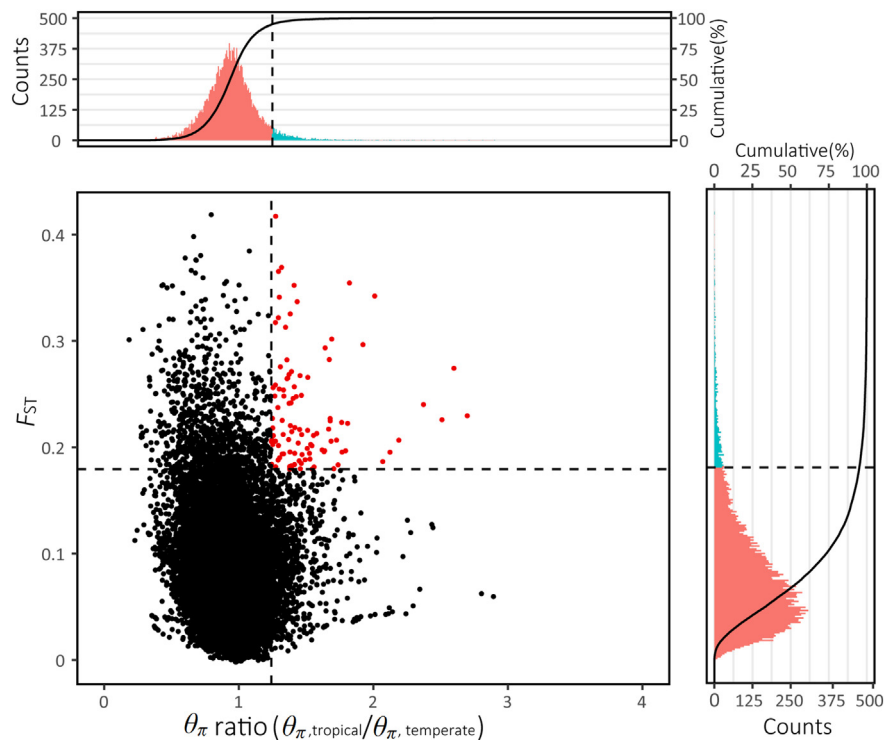 500
375
250
125
0
Counts
100
75
50
25
0
Cumulative(%)
Cumulative(%)
0 25 50 75 100
0.4
0.3
0.2
0.1
0
F_ST
0 1 2 3 4
θπ ratio (θπ,tropical/θπ, temperate)
0 125 250 375 500
Counts